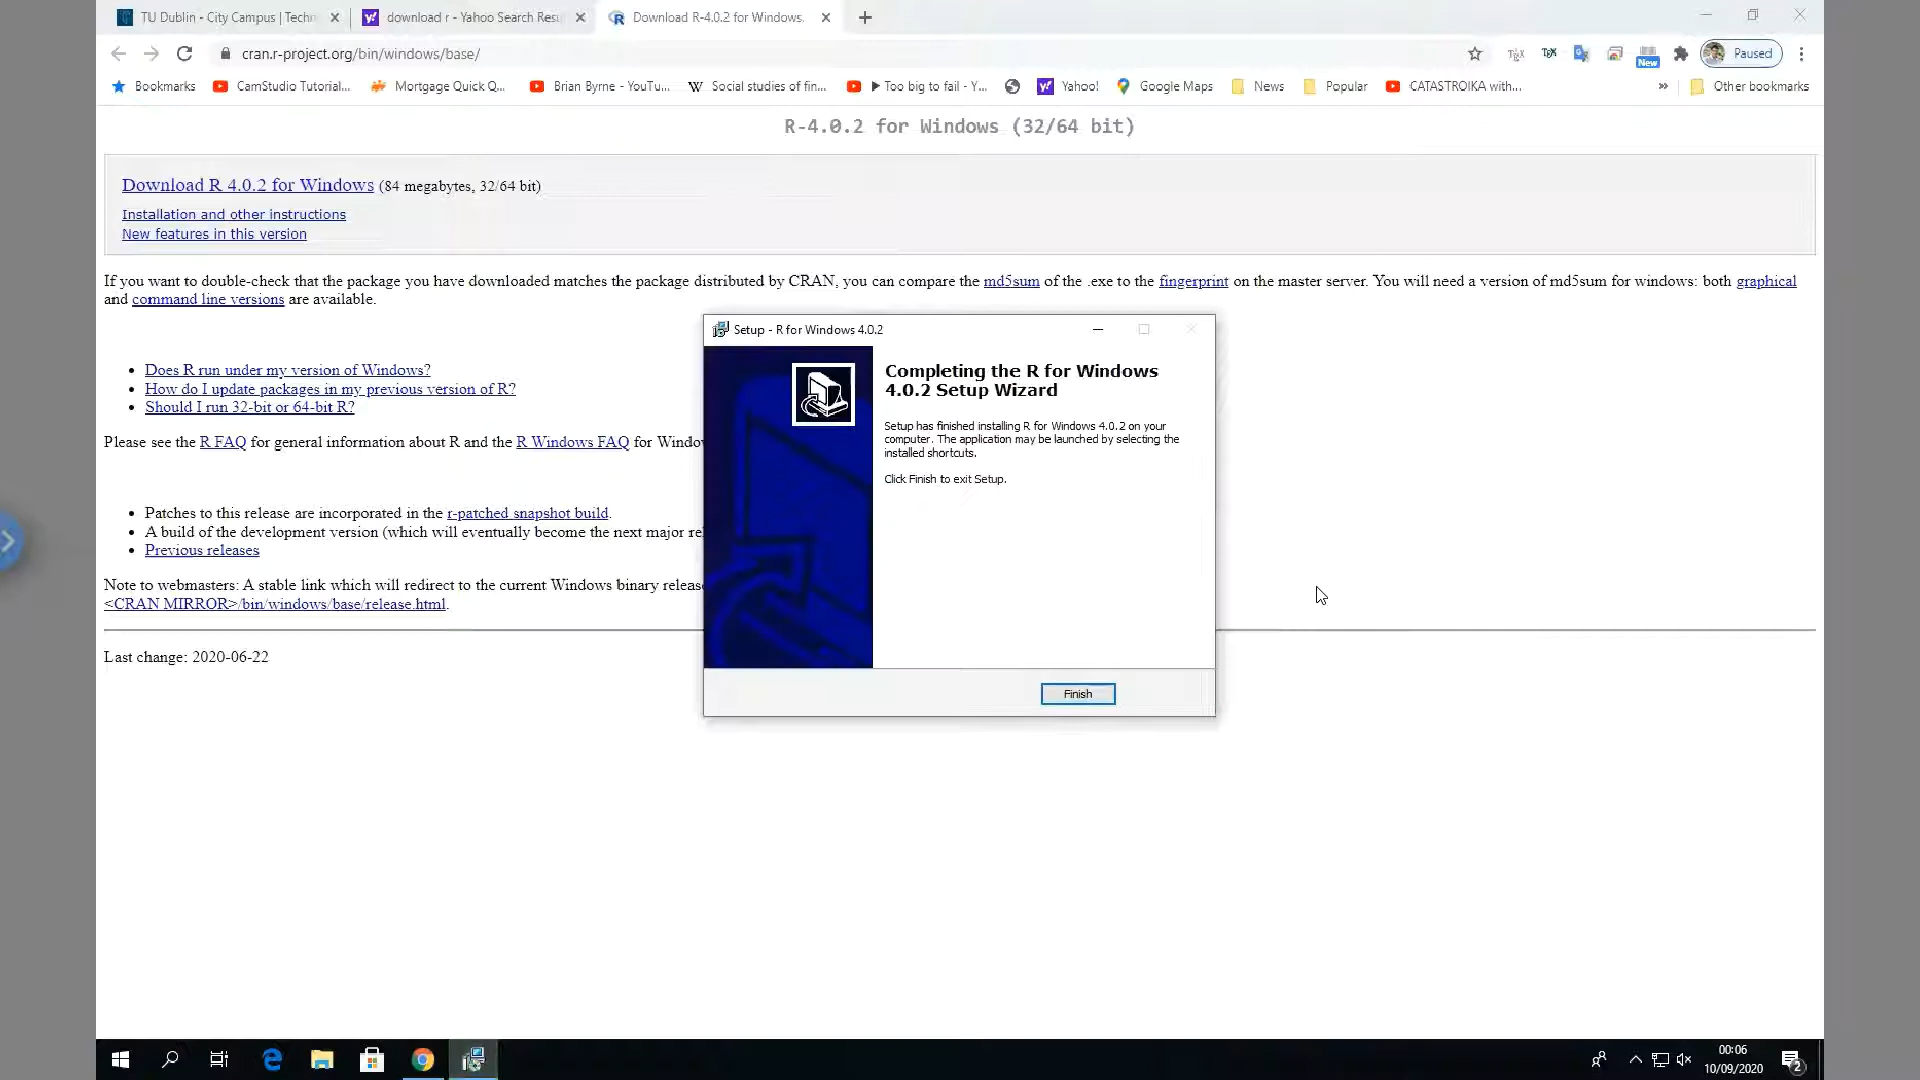 TU Dublin - City Campus | Techn
download r - Yahoo Search Resu
Download R-4.0.2 for Windows.
cran.r-project.org/bin/windows/base/
New
Paused
Bookmarks
CamStudio Tutorial...
Mortgage Quick Q...
Brian Byrne - YouTu...
Social studies of fin...
Too big to fail - Y...
Yahoo!
Google Maps
News
Popular
CATASTROIKA with...
Other bookmarks
R-4.0.2 for Windows (32/64 bit)
Download R 4.0.2 for Windows (84 megabytes, 32/64 bit)
Installation and other instructions
New features in this version
If you want to double-check that the package you have downloaded matches the package distributed by CRAN, you can compare the md5sum of the .exe to the fingerprint on the master server. You will need a version of md5sum for windows: both graphical
and command line versions are available.
Does R run under my version of Windows?
How do I update packages in my previous version of R?
Should I run 32-bit or 64-bit R?
Please see the R FAQ for general information about R and the R Windows FAQ for Windo
Patches to this release are incorporated in the r-patched snapshot build.
A build of the development version (which will eventually become the next major rel
Previous releases
Note to webmasters: A stable link which will redirect to the current Windows binary release
<CRAN MIRROR>/bin/windows/base/release.html.
Last change: 2020-06-22
Setup - R for Windows 4.0.2
Completing the R for Windows
4.0.2 Setup Wizard
Setup has finished installing R for Windows 4.0.2 on your
computer. The application may be launched by selecting the
installed shortcuts.
Click Finish to exit Setup.
Finish
00:06
10/09/2020
2